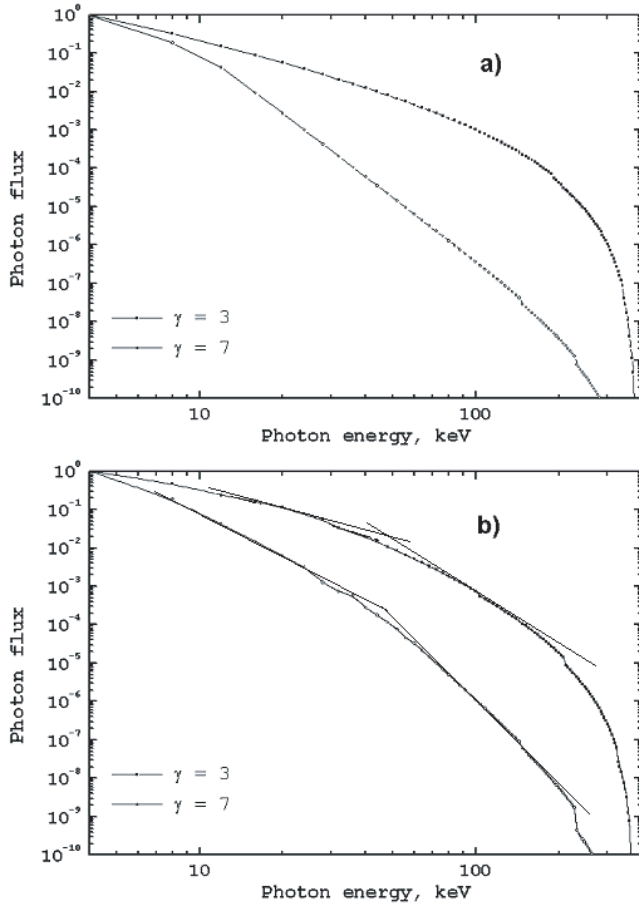 10⁰
10⁻¹
10⁻²
10⁻³
10⁻⁴
10⁻⁵
10⁻⁶
10⁻⁷
10⁻⁸
10⁻⁹
10⁻¹⁰
Photon flux
a)
γ = 3
γ = 7
10 100
Photon energy, keV
10⁰
10⁻¹
10⁻²
10⁻³
10⁻⁴
10⁻⁵
10⁻⁶
10⁻⁷
10⁻⁸
10⁻⁹
10⁻¹⁰
Photon flux
b)
γ = 3
γ = 7
10 100
Photon energy, keV